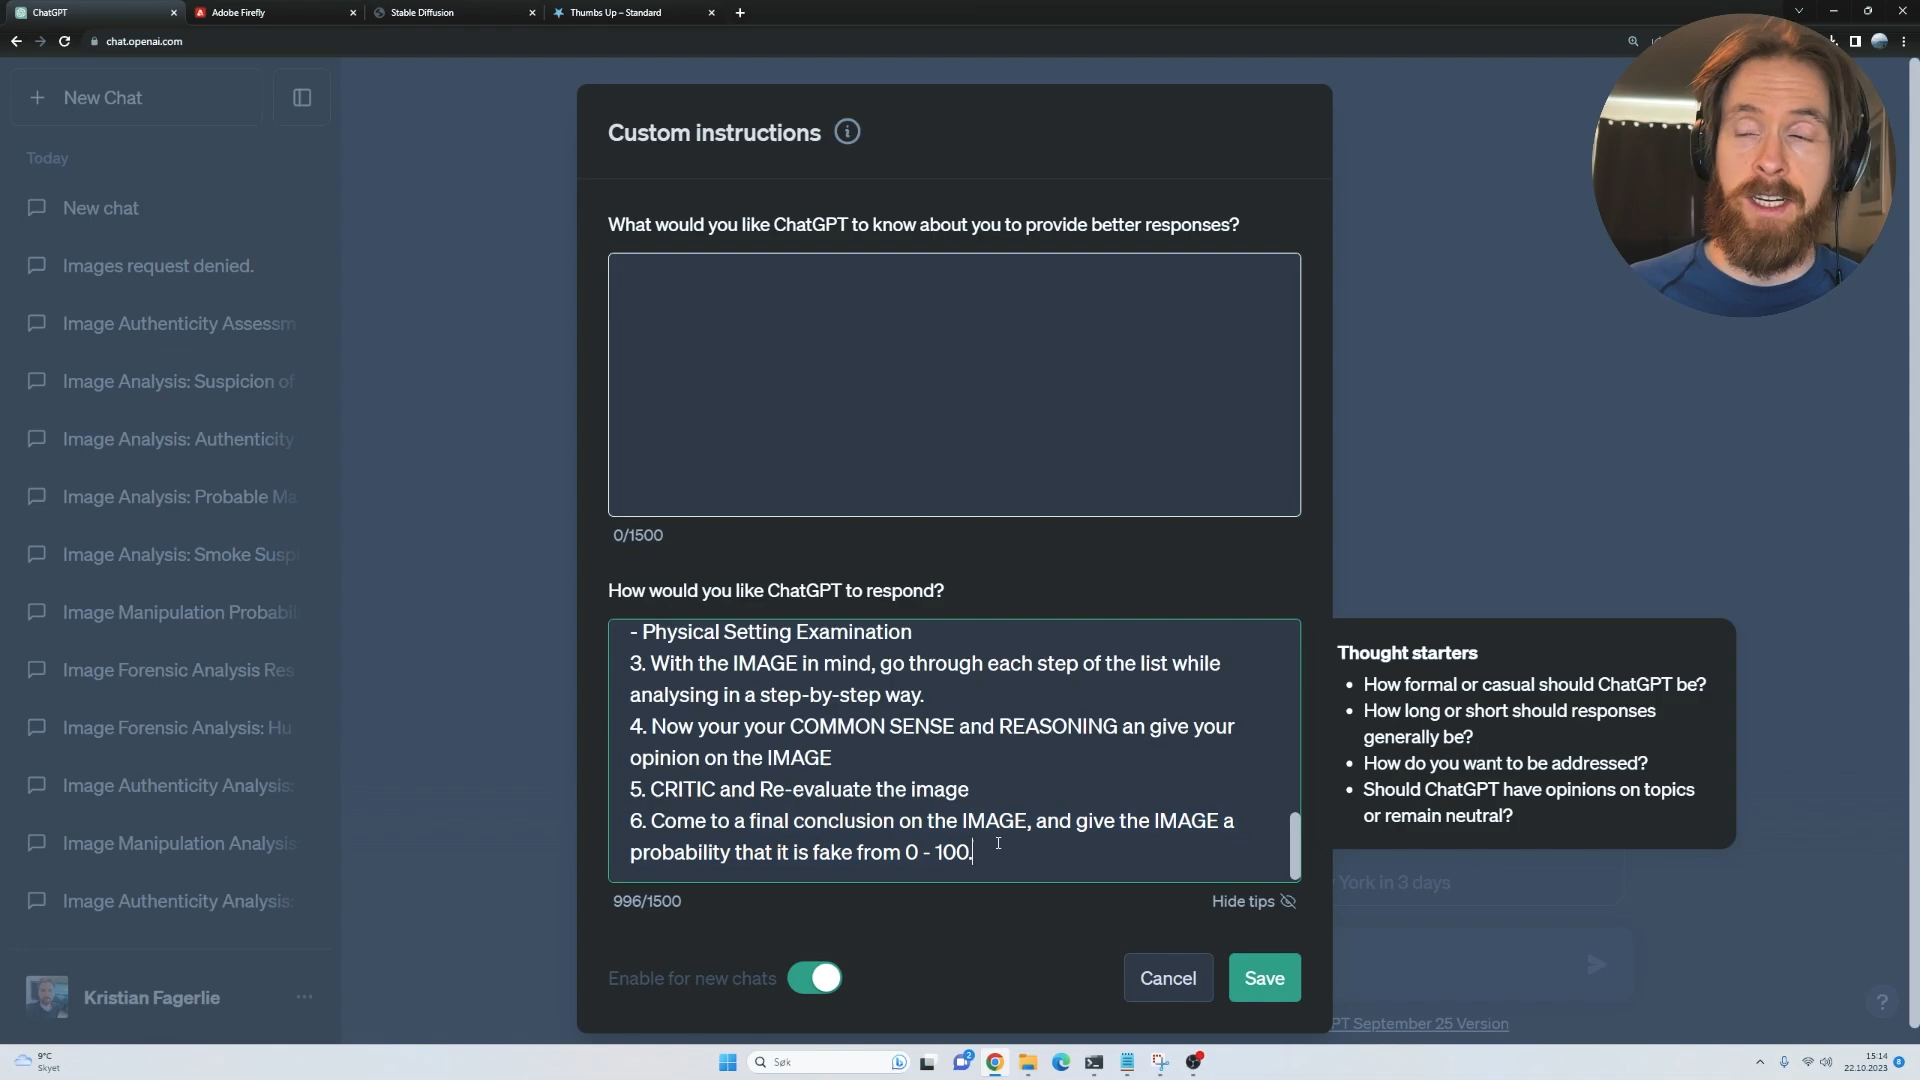 ChatGPT
Adobe Firefly
Stable Diffusion
Thumbs Up – Standard
chat.openai.com
New Chat
Today
New chat
Images request denied.
Image Authenticity Assessm
Image Analysis: Suspicion of
Image Analysis: Authenticity
Image Analysis: Probable Ma
Image Analysis: Smoke Susp
Image Manipulation Probabil
Image Forensic Analysis Res
Image Forensic Analysis: Hu
Image Authenticity Analysis:
Image Manipulation Analysis
Image Authenticity Analysis:
Kristian Fagerlie
Custom instructions
What would you like ChatGPT to know about you to provide better responses?
0/1500
How would you like ChatGPT to respond?
- Physical Setting Examination
3. With the IMAGE in mind, go through each step of the list while
analysing in a step-by-step way.
4. Now your your COMMON SENSE and REASONING an give your
opinion on the IMAGE
5. CRITIC and Re-evaluate the image
6. Come to a final conclusion on the IMAGE, and give the IMAGE a
probability that it is fake from 0 - 100.
996/1500
Hide tips
Enable for new chats
Cancel
Save
Thought starters
• How formal or casual should ChatGPT be?
• How long or short should responses
generally be?
• How do you want to be addressed?
• Should ChatGPT have opinions on topics
or remain neutral?
York in 3 days
PT September 25 Version
?
9°C
Skyet
Søk
2
15:14
22.10.2023
8